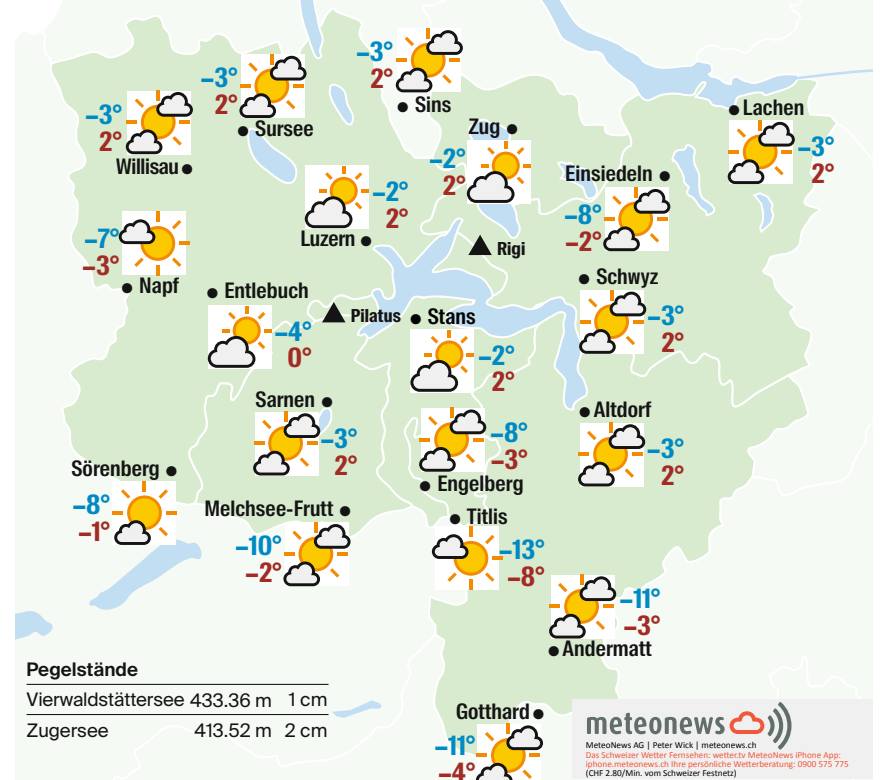 –3°
2°
Sins
–3°
2°
Sursee
–3°
2°
Willisau
Zug
–2°
2°
Lachen
–3°
2°
Einsiedeln
–8°
–2°
–2°
2°
Luzern
–7°
–3°
Napf
Rigi
Schwyz
–3°
2°
Entlebuch
–4°
0°
Pilatus
Stans
–2°
2°
Sarnen
–3°
2°
–8°
–3°
Engelberg
Altdorf
–3°
2°
Sörenberg
–8°
–1°
Melchsee-Frutt
–10°
–2°
Titlis
–13°
–8°
–11°
–3°
Andermatt
Gotthard
–11°
–4°
Pegelstände
Vierwaldstättersee 433.36 m 1 cm
Zugersee 413.52 m 2 cm
meteonews
MeteoNews AG | Peter Wick | meteonews.ch
Das Schweizer Wetter Fernsehen: wetter.tv MeteoNews iPhone App:
iphone.meteonews.ch Ihre persönliche Wetterberatung: 0900 575 775
(CHF 2.80/Min. vom Schweizer Festnetz)